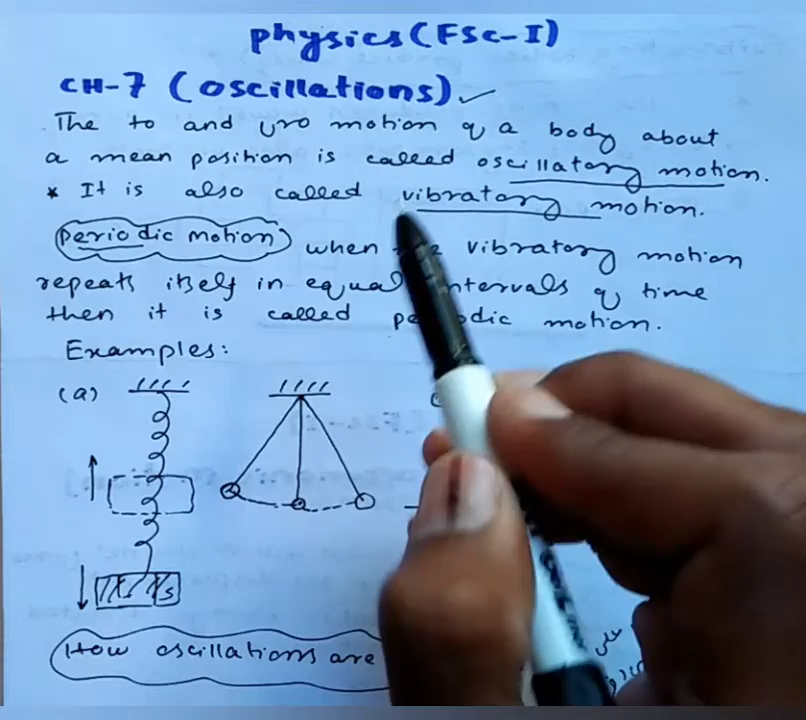 Physics (FSc-I)
CH-7 (oscillations)
The to and fro motion of a body about
a mean position is called oscillatory motion.
* It is also called vibratory motion.
Periodic motion when vibratory motion
repeats itself in equal intervals of time
then it is called periodic motion.
Examples:
(a)
How oscillations are